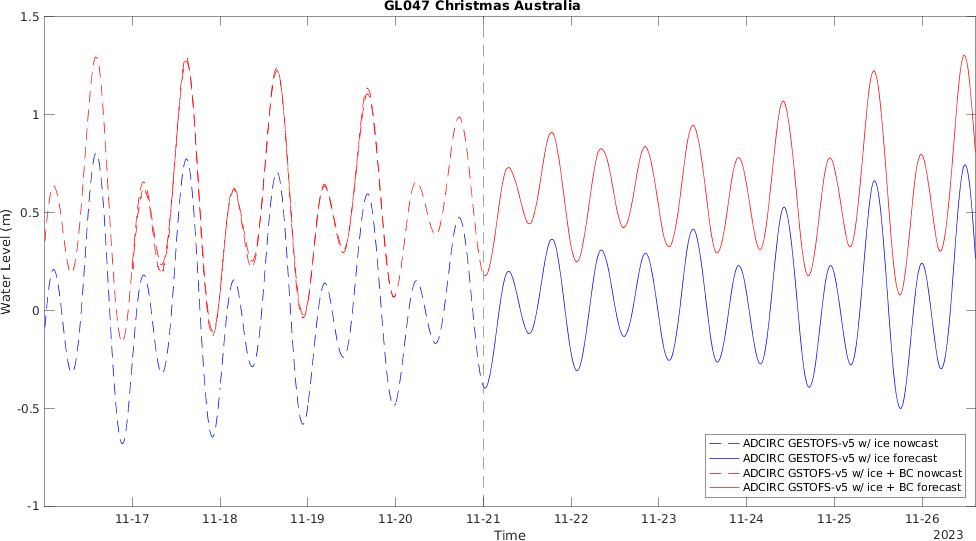 GL047 Christmas Australia
1.5
1
0.5
0
-0.5
-1
Water Level (m)
11-17 11-18 11-19 11-20 11-21 11-22 11-23 11-24 11-25 11-26
Time
2023
ADCIRC GESTOFS-v5 w/ ice nowcast
ADCIRC GESTOFS-v5 w/ ice forecast
ADCIRC GSTOFS-v5 w/ ice + BC nowcast
ADCIRC GSTOFS-v5 w/ ice + BC forecast